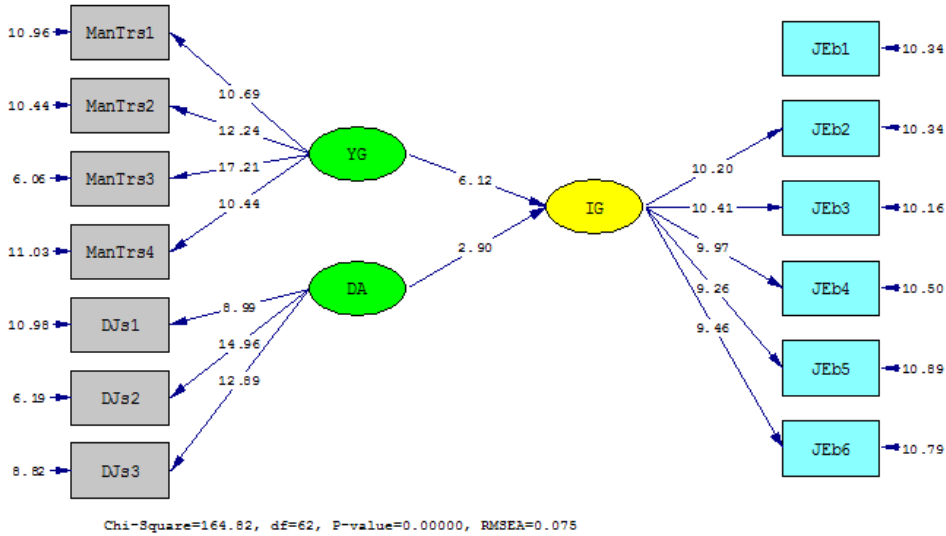 10.96 ManTrs1
10.44 ManTrs2
6.06 ManTrs3
11.03 ManTrs4
10.98 DJs1
6.19 DJs2
8.82 DJs3
10.69
12.24
17.21
10.44
8.99
14.96
12.89
YG
DA
6.12
2.90
IG
10.20
10.41
9.97
9.26
9.46
JEb1 10.34
JEb2 10.34
JEb3 10.16
JEb4 10.50
JEb5 10.89
JEb6 10.79
Chi-Square=164.82, df=62, P-value=0.00000, RMSEA=0.075